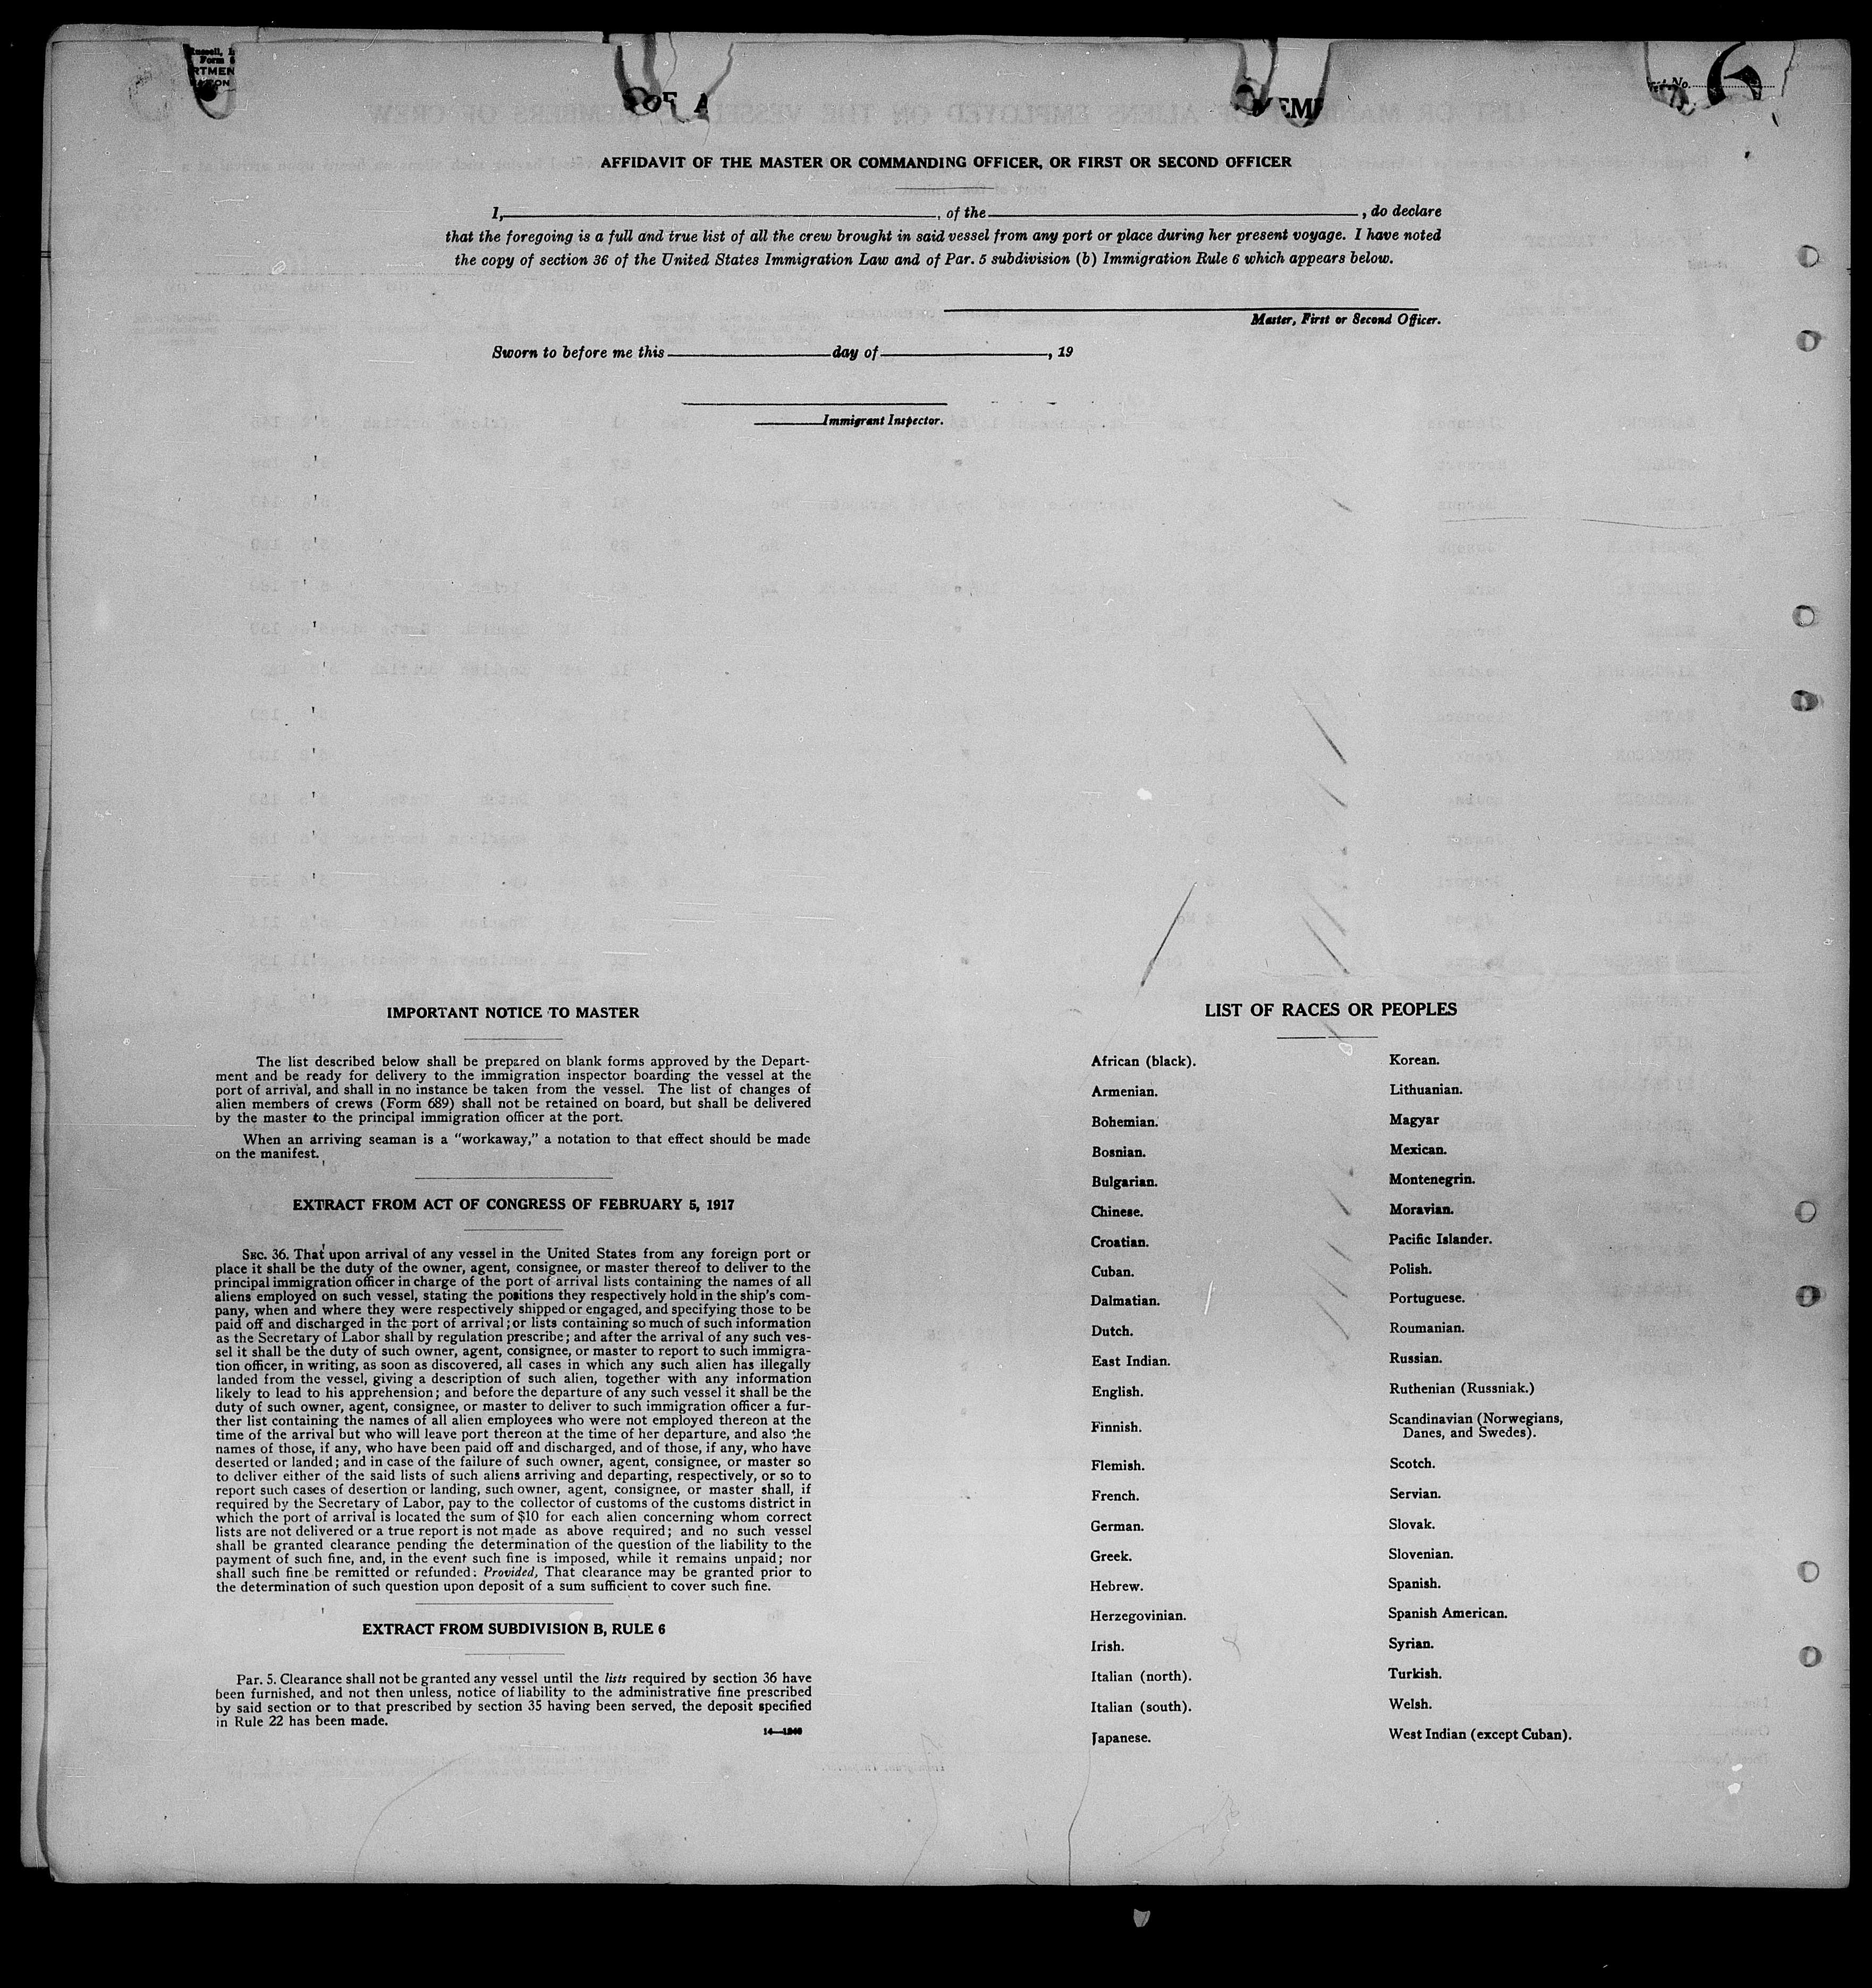 AFFIDAVIT OF THE MASTER OR COMMANDING OFFICER, OR FIRST OR SECOND OFFICER
I, , of the , do declare
that the foregoing is a full and true list of all the crew brought in said vessel from any port or place during her present voyage. I have noted
the copy of section 36 of the United States Immigration Law and of Par. 5 subdivision (b) Immigration Rule 6 which appears below.
Master, First or Second Officer.
Sworn to before me this day of , 19
Immigrant Inspector.
IMPORTANT NOTICE TO MASTER
The list described below shall be prepared on blank forms approved by the Depart-
ment and be ready for delivery to the immigration inspector boarding the vessel at the
port of arrival, and shall in no instance be taken from the vessel. The list of changes of
alien members of crews (Form 689) shall not be retained on board, but shall be delivered
by the master to the principal immigration officer at the port.
When an arriving seaman is a "workaway," a notation to that effect should be made
on the manifest.
EXTRACT FROM ACT OF CONGRESS OF FEBRUARY 5, 1917
SEC. 36. That upon arrival of any vessel in the United States from any foreign port or
place it shall be the duty of the owner, agent, consignee, or master thereof to deliver to the
principal immigration officer in charge of the port of arrival lists containing the names of all
aliens employed on such vessel, stating the positions they respectively hold in the ship's com-
pany, when and where they were respectively shipped or engaged, and specifying those to be
paid off and discharged in the port of arrival; or lists containing so much of such information
as the Secretary of Labor shall by regulation prescribe; and after the arrival of any such ves-
sel it shall be the duty of such owner, agent, consignee, or master to report to such immigra-
tion officer, in writing, as soon as discovered, all cases in which any such alien has illegally
landed from the vessel, giving a description of such alien, together with any information
likely to lead to his apprehension; and before the departure of any such vessel it shall be the
duty of such owner, agent, consignee, or master to deliver to such immigration officer a fur-
ther list containing the names of all alien employees who were not employed thereon at the
time of the arrival but who will leave port thereon at the time of her departure, and also the
names of those, if any, who have been paid off and discharged, and of those, if any, who have
deserted or landed; and in case of the failure of such owner, agent, consignee, or master so
to deliver either of the said lists of such aliens arriving and departing, respectively, or so to
report such cases of desertion or landing, such owner, agent, consignee, or master shall, if
required by the Secretary of Labor, pay to the collector of customs of the customs district in
which the port of arrival is located the sum of $10 for each alien concerning whom correct
lists are not delivered or a true report is not made as above required; and no such vessel
shall be granted clearance pending the determination of the question of the liability to the
payment of such fine, and, in the event such fine is imposed, while it remains unpaid; nor
shall such fine be remitted or refunded: Provided, That clearance may be granted prior to
the determination of such question upon deposit of a sum sufficient to cover such fine.
EXTRACT FROM SUBDIVISION B, RULE 6
Par. 5. Clearance shall not be granted any vessel until the lists required by section 36 have
been furnished, and not then unless, notice of liability to the administrative fine prescribed
by said section or to that prescribed by section 35 having been served, the deposit specified
in Rule 22 has been made.
14—1240
LIST OF RACES OR PEOPLES
African (black).
Armenian.
Bohemian.
Bosnian.
Bulgarian.
Chinese.
Croatian.
Cuban.
Dalmatian.
Dutch.
East Indian.
English.
Finnish.
Flemish.
French.
German.
Greek.
Hebrew.
Herzegovinian.
Irish.
Italian (north).
Italian (south).
Japanese.
Korean.
Lithuanian.
Magyar
Mexican.
Montenegrin.
Moravian.
Pacific Islander.
Polish.
Portuguese.
Roumanian.
Russian.
Ruthenian (Russniak.)
Scandinavian (Norwegians,
Danes, and Swedes).
Scotch.
Servian.
Slovak.
Slovenian.
Spanish.
Spanish American.
Syrian.
Turkish.
Welsh.
West Indian (except Cuban).